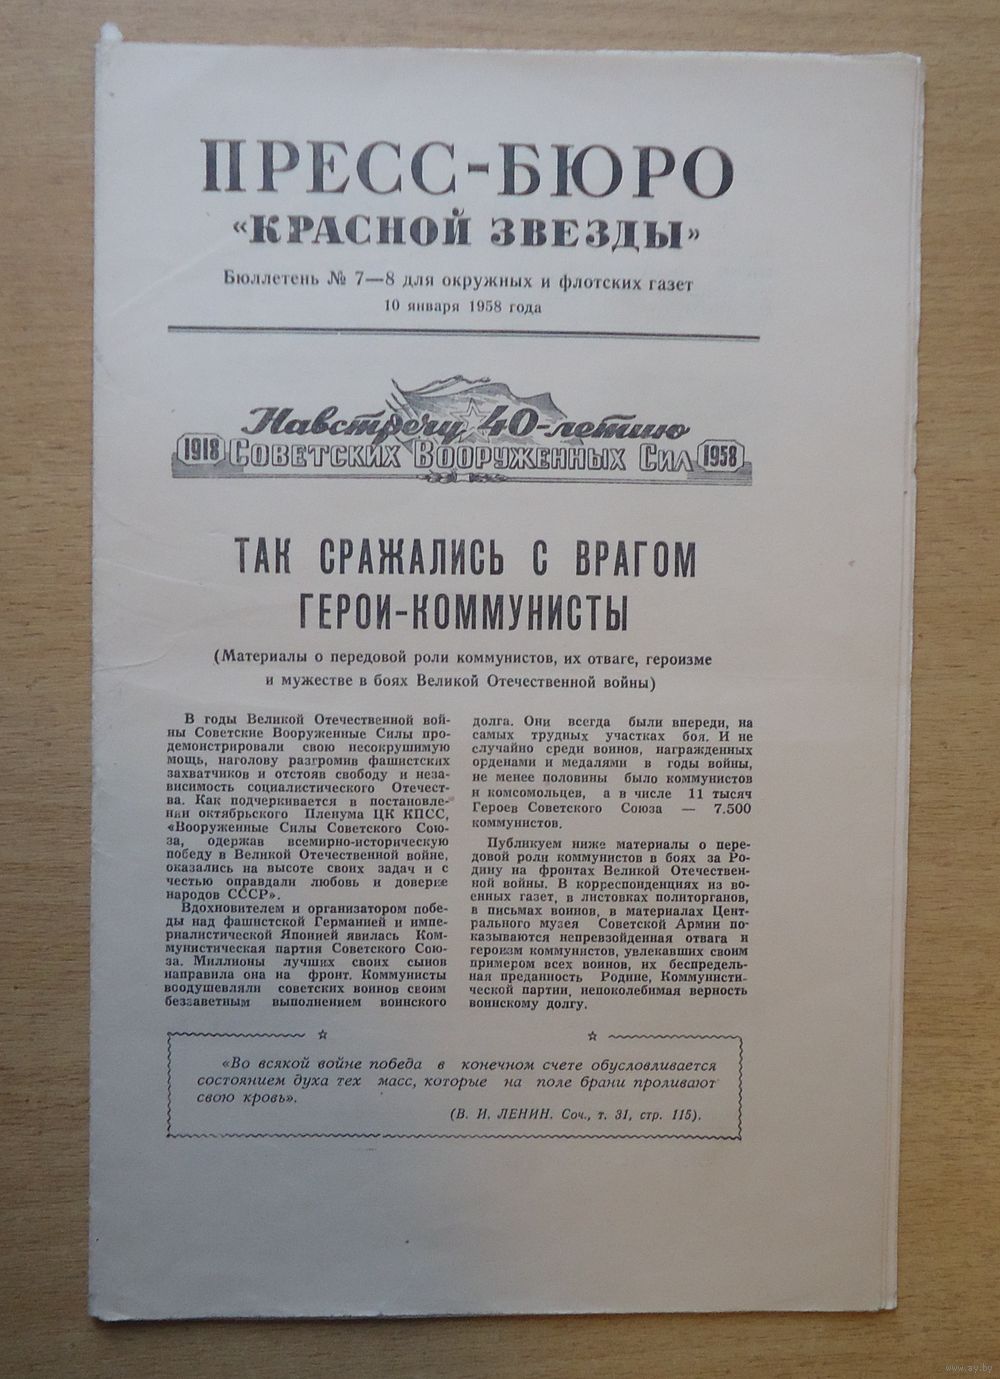 ПРЕСС-БЮРО
«КРАСНОЙ ЗВЕЗДЫ»
Бюллетень № 7—8 для окружных и флотских газет
10 января 1958 года
Навстречу 40-летию
1918 Советских Вооруженных Сил 1958
ТАК СРАЖАЛИСЬ С ВРАГОМ
ГЕРОИ-КОММУНИСТЫ
(Материалы о передовой роли коммунистов, их отваге, героизме
и мужестве в боях Великой Отечественной войны)
В годы Великой Отечественной вой-
ны Советские Вооруженные Силы про-
демонстрировали свою несокрушимую
мощь, наголову разгромив фашистских
захватчиков и отстояв свободу и неза-
висимость социалистического Отечест-
ва. Как подчеркивается в постановле-
нии октябрьского Пленума ЦК КПСС,
«Вооруженные Силы Советского Сою-
за, одержав всемирно-историческую
победу в Великой Отечественной войне,
оказались на высоте своих задач и с
честью оправдали любовь и доверие
народов СССР».
Вдохновителем и организатором побе-
ды над фашистской Германией и импе-
риалистической Японией явилась Ком-
мунистическая партия Советского Сою-
за. Миллионы лучших своих сынов
направила она на фронт. Коммунисты
воодушевляли советских воинов своим
беззаветным выполнением воинского
долга. Они всегда были впереди, на
самых трудных участках боя. И не
случайно среди воинов, награжденных
орденами и медалями в годы войны,
не менее половины было коммунистов
и комсомольцев, а в числе 11 тысяч
Героев Советского Союза — 7.500
коммунистов.
Публикуем ниже материалы о пере-
довой роли коммунистов в боях за Ро-
дину на фронтах Великой Отечествен-
ной войны. В корреспонденциях из во-
енных газет, в листовках политорганов,
в письмах воинов, в материалах Цент-
рального музея Советской Армии по-
казываются непревзойденная отвага и
героизм коммунистов, увлекавших своим
примером всех воинов, их беспредель-
ная преданность Родине, Коммунисти-
ческой партии, непоколебимая верность
воинскому долгу.
«Во всякой войне победа в конечном счете обусловливается
состоянием духа тех масс, которые на поле брани проливают
свою кровь».
(В. И. ЛЕНИН. Соч., т. 31, стр. 115).
www.ay.by